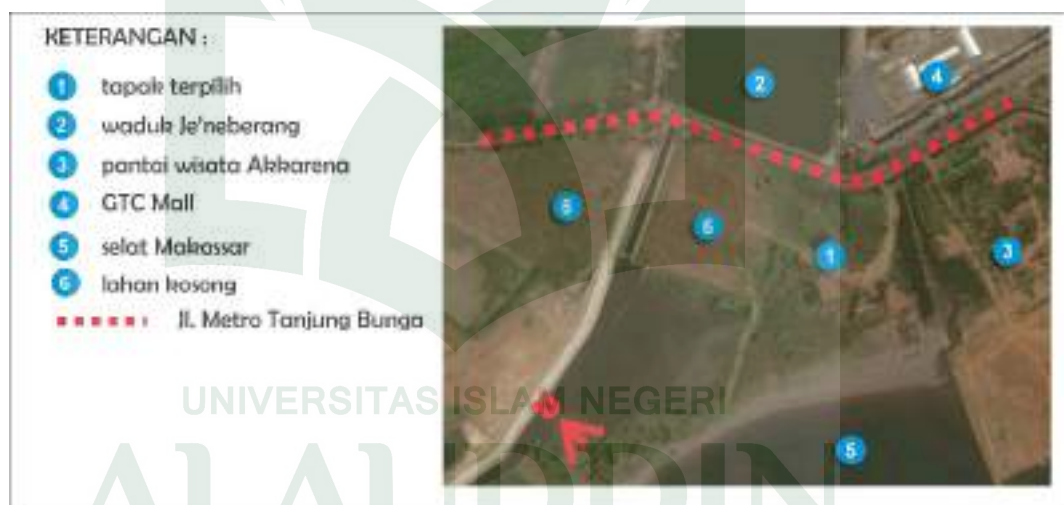 KETERANGAN :
1 tapak terpilih
2 waduk Je'neberang
3 pantai wisata Akkarena
4 GTC Mall
5 selat Makassar
6 lahan kosong
Jl. Metro Tanjung Bunga
2
4
6
6
1
3
5
UNIVERSITAS ISLAM NEGERI
ALAUDDIN